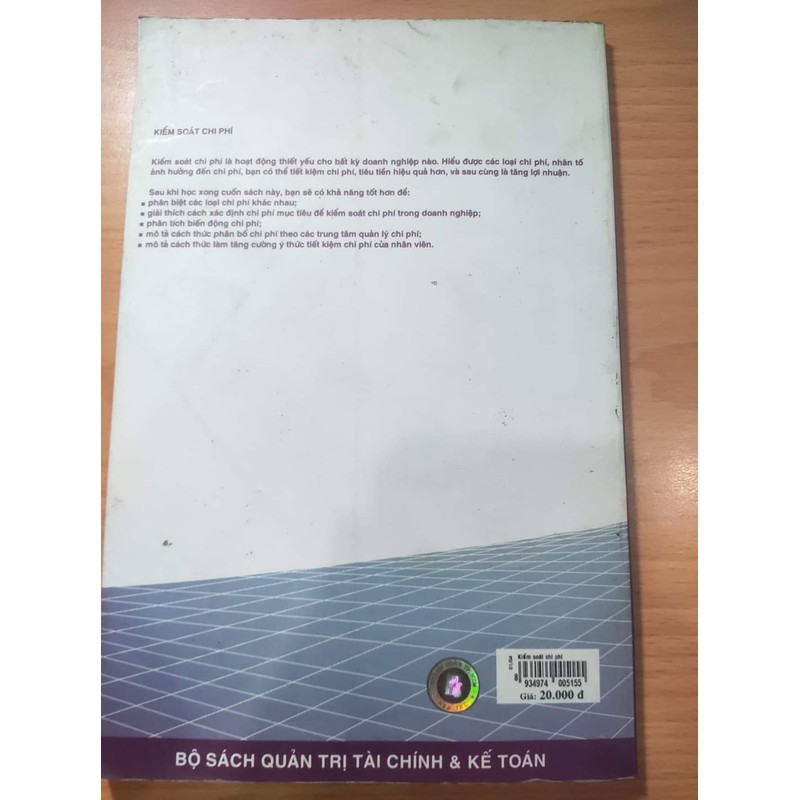 KIỂM SOÁT CHI PHÍ
Kiểm soát chi phí là hoạt động thiết yếu cho bất kỳ doanh nghiệp nào. Hiểu được các loại chi phí, nhân tố
ảnh hưởng đến chi phí, bạn có thể tiết kiệm chi phí, tiêu tiền hiệu quả hơn, và sau cùng là tăng lợi nhuận.
Sau khi học xong cuốn sách này, bạn sẽ có khả năng tốt hơn để:
▪ phân biệt các loại chi phí khác nhau;
▪ giải thích cách xác định chi phí mục tiêu để kiểm soát chi phí trong doanh nghiệp;
▪ phân tích biến động chi phí;
▪ mô tả cách thức phân bổ chi phí theo các trung tâm quản lý chi phí;
▪ mô tả cách thức làm tăng cường ý thức tiết kiệm chi phí của nhân viên.
Kiểm soát chi phí
8 934974 005155
Giá: 20.000 đ
BỘ SÁCH QUẢN TRỊ TÀI CHÍNH & KẾ TOÁN